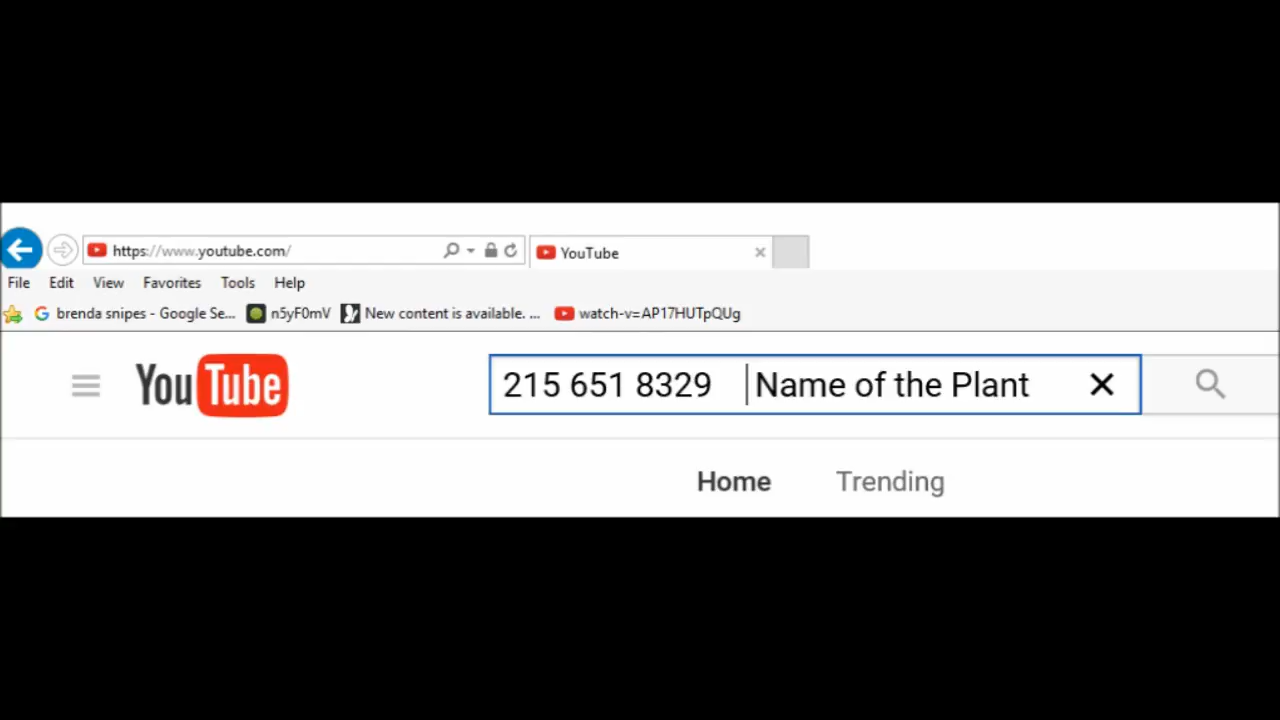 https://www.youtube.com/ YouTube
File Edit View Favorites Tools Help
brenda snipes - Google Se... n5yF0mV New content is available. ... watch-v=AP17HUTpQUg
YouTube 215 651 8329 Name of the Plant
Home Trending